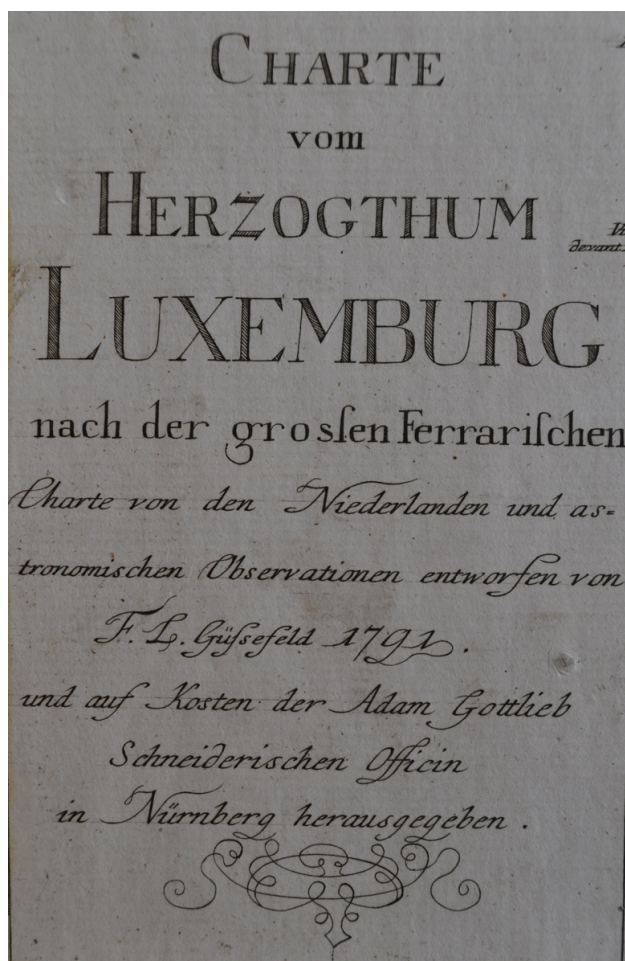 CHARTE
vom
HERZOGTHUM
devant
LUXEMBURG
nach der grosſen Ferrariſchen
Charte von den Niederlanden und as=
tronomischen Observationen entworfen von
F. L. Güſsefeld 1791.
und auf Kosten der Adam Gottlieb
Schneiderischen Officin
in Nürnberg herausgegeben.